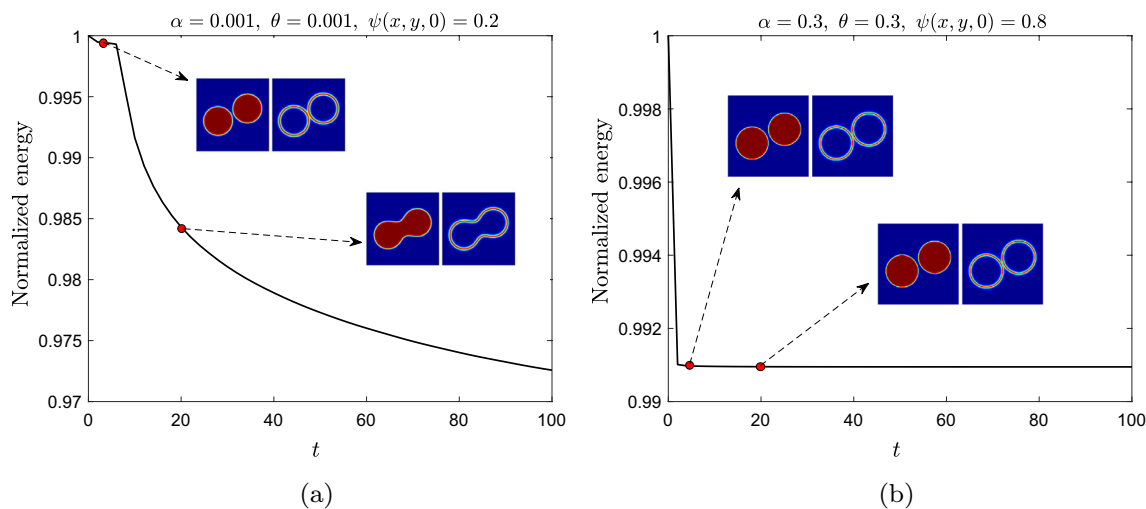 α = 0.001, θ = 0.001, ψ(x, y, 0) = 0.2
1
0.995
0.99
0.985
0.98
0.975
0.97
Normalized energy
0 20 40 60 80 100
t
(a)
α = 0.3, θ = 0.3, ψ(x, y, 0) = 0.8
1
0.998
0.996
0.994
0.992
0.99
Normalized energy
0 20 40 60 80 100
t
(b)